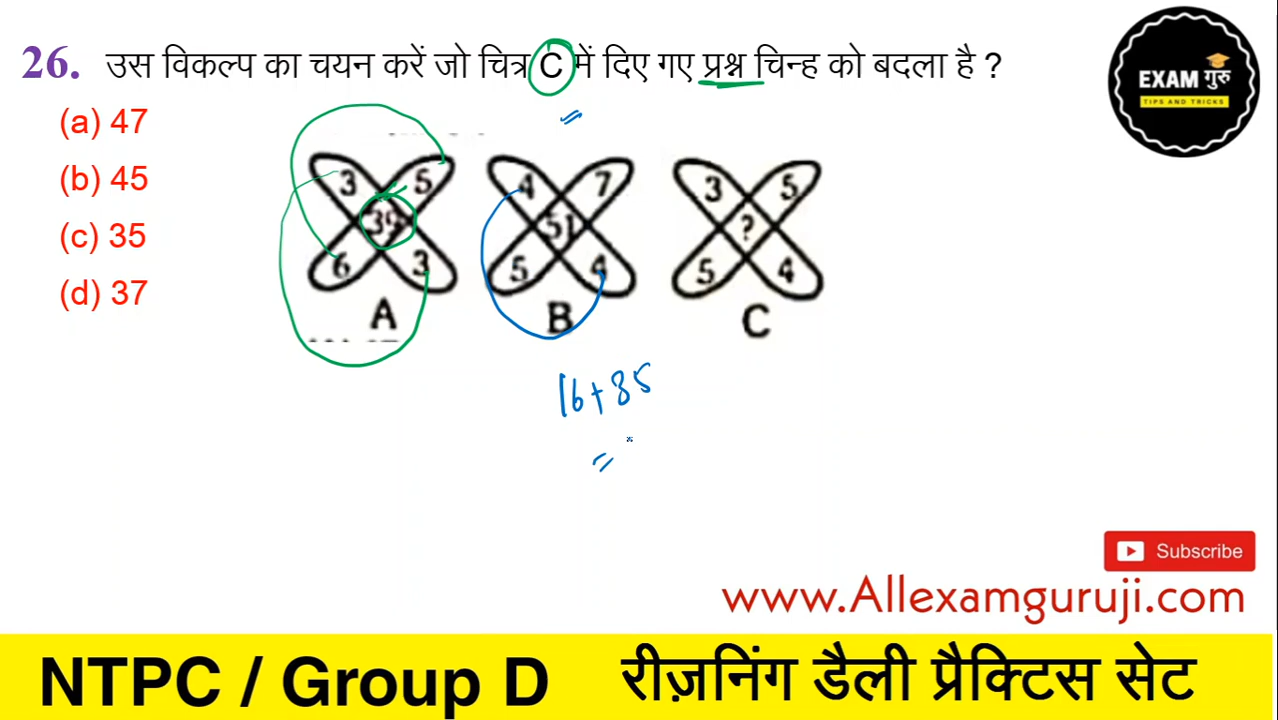 26. उस विकल्प का चयन करें जो चित्र C में दिए गए प्रश्न चिन्ह को बदला है ?
EXAM गुरु
TIPS AND TRICKS
(a) 47
(b) 45
(c) 35
(d) 37
3 5 39 6 3
A
4 7 51 5 4
B
3 5 ? 5 4
C
16+35
=
Subscribe
www.Allexamguruji.com
NTPC / Group D रीज़निंग डैली प्रैक्टिस सेट